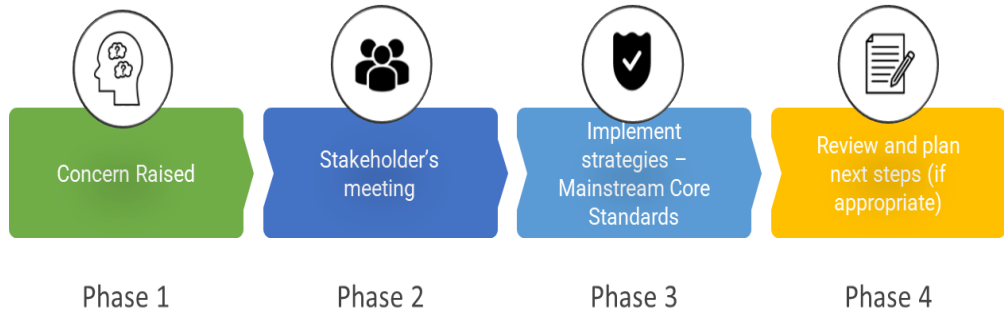 Concern Raised
Stakeholder's
meeting
Implement
strategies –
Mainstream Core
Standards
Review and plan
next steps (if
appropriate)
Phase 1
Phase 2
Phase 3
Phase 4